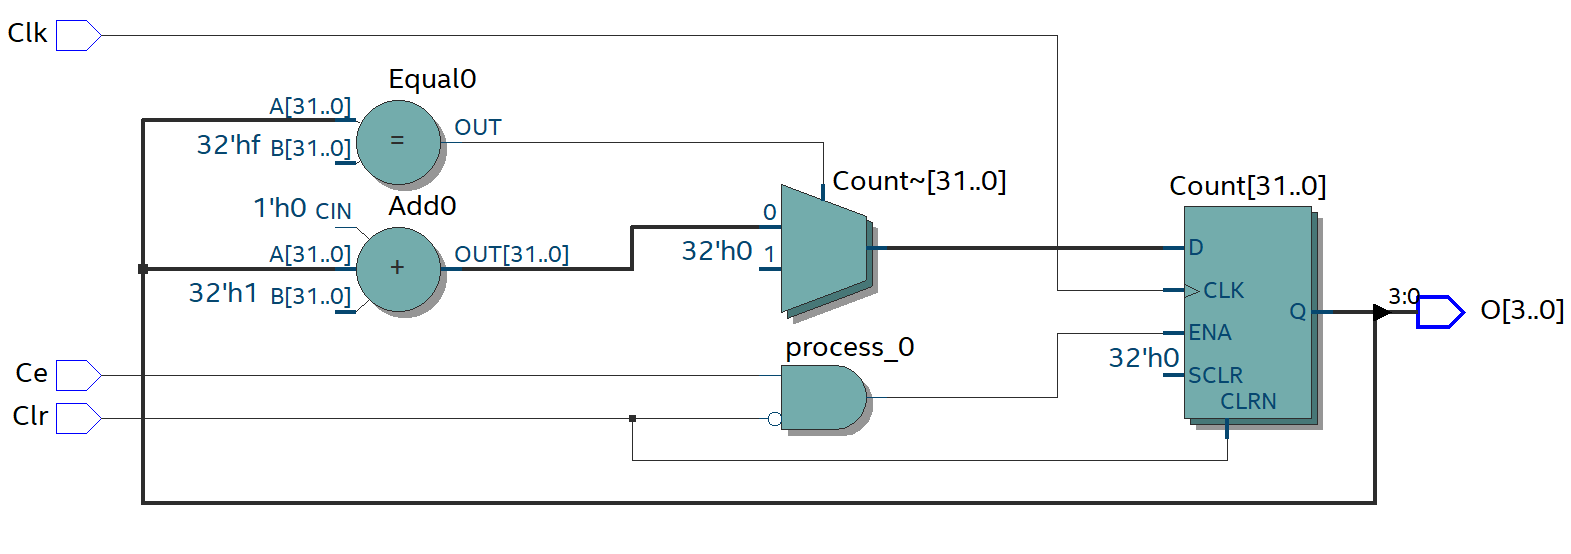 Clk
Equal0
A[31..0]
=
OUT
32'hf B[31..0]
Count~[31..0]
Count[31..0]
1'h0 CIN
Add0
0
A[31..0]
+
OUT[31..0]
32'h0 1
D
32'h1 B[31..0]
CLK
3:0
Q
O[3..0]
ENA
process_0
32'h0 SCLR
Ce
CLRN
Clr